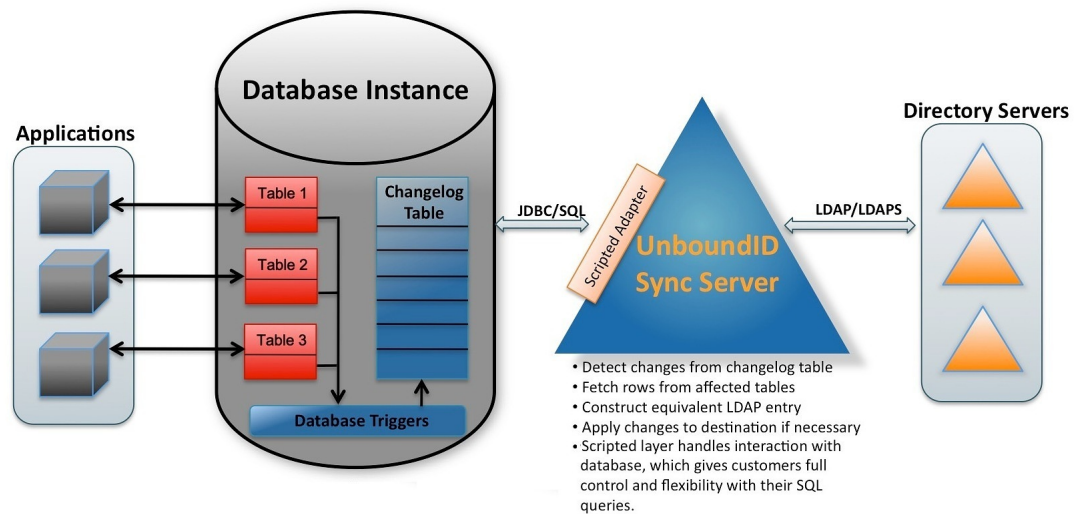 Database Instance
Applications
Directory Servers
Table 1
Changelog
Table
Table 2
Table 3
Database Triggers
JDBC/SQL
Scripted Adapter
UnboundID
Sync Server
LDAP/LDAPS
• Detect changes from changelog table
• Fetch rows from affected tables
• Construct equivalent LDAP entry
• Apply changes to destination if necessary
• Scripted layer handles interaction with
database, which gives customers full
control and flexibility with their SQL
queries.